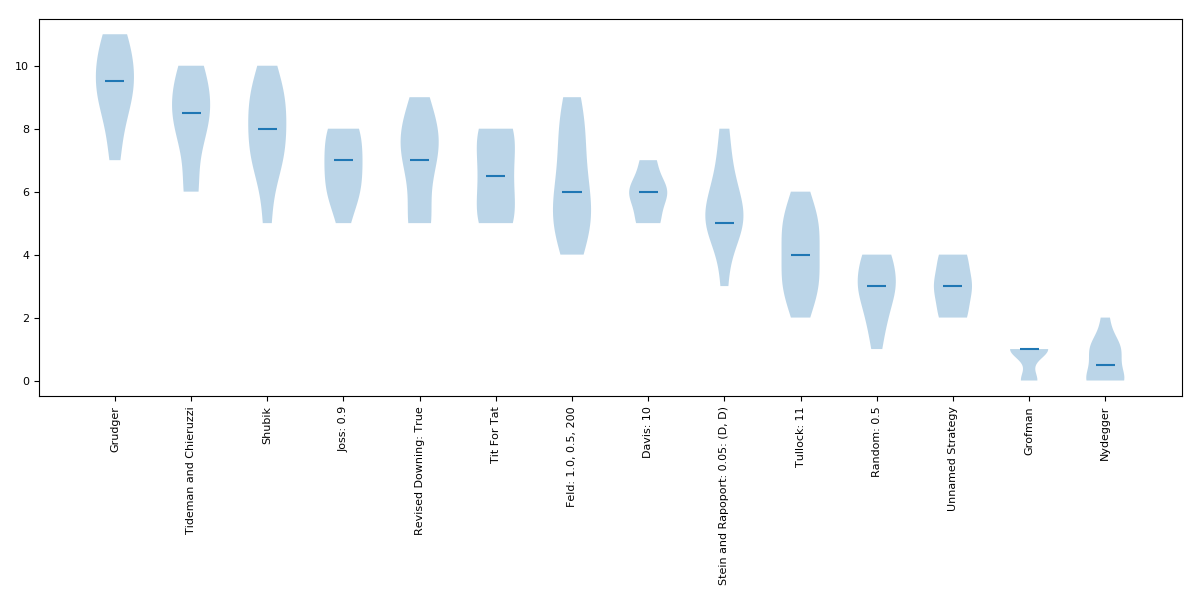 10
8
6
4
2
0
Grudger
Tideman and Chieruzzi
Shubik
Joss: 0.9
Revised Downing: True
Tit For Tat
Feld: 1.0, 0.5, 200
Davis: 10
Stein and Rapoport: 0.05: (D, D)
Tullock: 11
Random: 0.5
Unnamed Strategy
Grofman
Nydegger